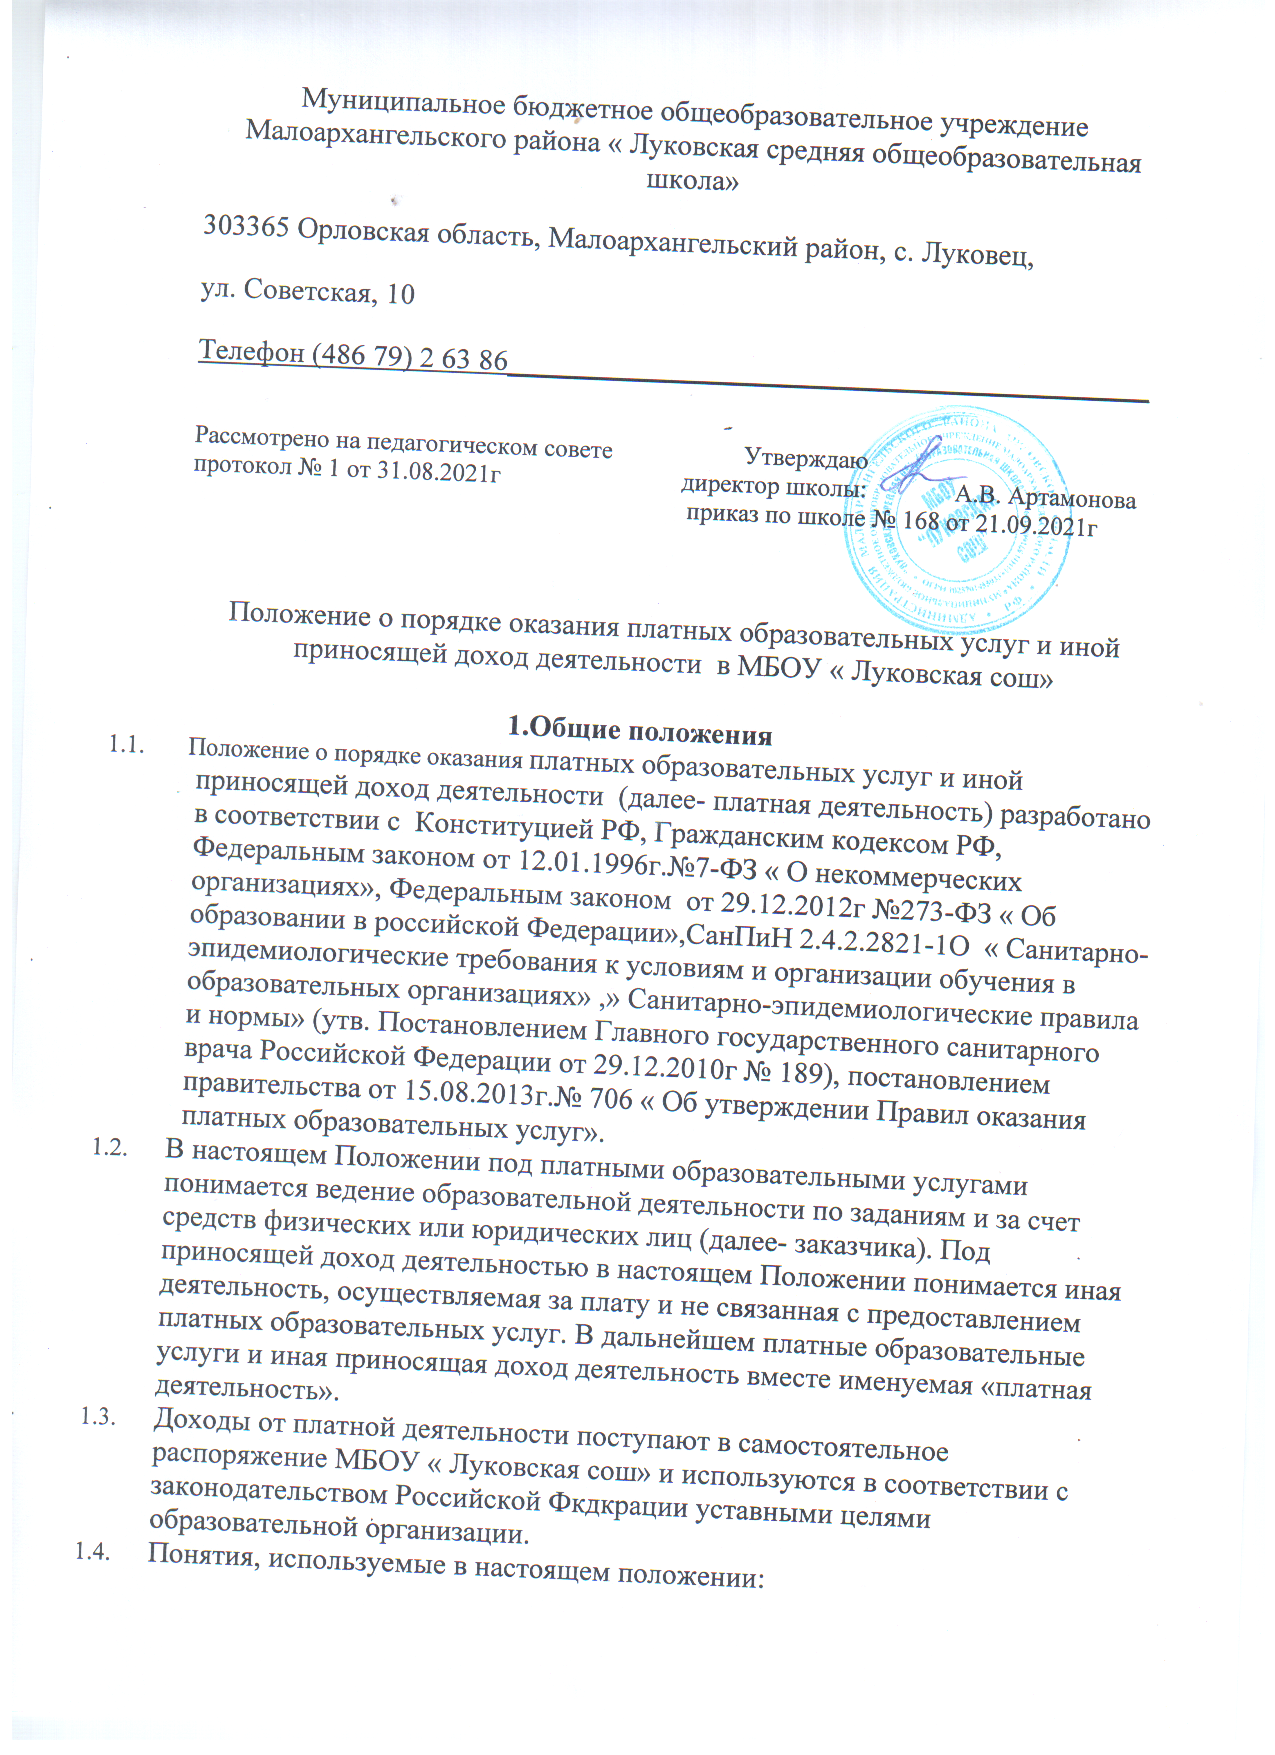 Муниципальное бюджетное общеобразовательное учреждение
Малоархангельского района « Луковская средняя общеобразовательная
школа»
303365 Орловская область, Малоархангельский район, с. Луковец,
ул. Советская, 10
Телефон (486 79) 2 63 86
Рассмотрено на педагогическом совете
протокол № 1 от 31.08.2021г
Утверждаю
директор школы: А.В. Артамонова
приказ по школе № 168 от 21.09.2021г
МБОУ
"ЛУКОВСКАЯ
СОШ"
Положение о порядке оказания платных образовательных услуг и иной
приносящей доход деятельности в МБОУ « Луковская сош»
1.Общие положения
1.1. Положение о порядке оказания платных образовательных услуг и иной
приносящей доход деятельности (далее- платная деятельность) разработано
в соответствии с Конституцией РФ, Гражданским кодексом РФ,
Федеральным законом от 12.01.1996г.№7-ФЗ « О некоммерческих
организациях», Федеральным законом от 29.12.2012г №273-ФЗ « Об
образовании в российской Федерации»,СанПиН 2.4.2.2821-1О « Санитарно-
эпидемиологические требования к условиям и организации обучения в
образовательных организациях» ,» Санитарно-эпидемиологические правила
и нормы» (утв. Постановлением Главного государственного санитарного
врача Российской Федерации от 29.12.2010г № 189), постановлением
правительства от 15.08.2013г.№ 706 « Об утверждении Правил оказания
платных образовательных услуг».
1.2. В настоящем Положении под платными образовательными услугами
понимается ведение образовательной деятельности по заданиям и за счет
средств физических или юридических лиц (далее- заказчика). Под
приносящей доход деятельностью в настоящем Положении понимается иная
деятельность, осуществляемая за плату и не связанная с предоставлением
платных образовательных услуг. В дальнейшем платные образовательные
услуги и иная приносящая доход деятельность вместе именуемая «платная
деятельность».
1.3. Доходы от платной деятельности поступают в самостоятельное
распоряжение МБОУ « Луковская сош» и используются в соответствии с
законодательством Российской Фкдкрации уставными целями
образовательной организации.
1.4. Понятия, используемые в настоящем положении: